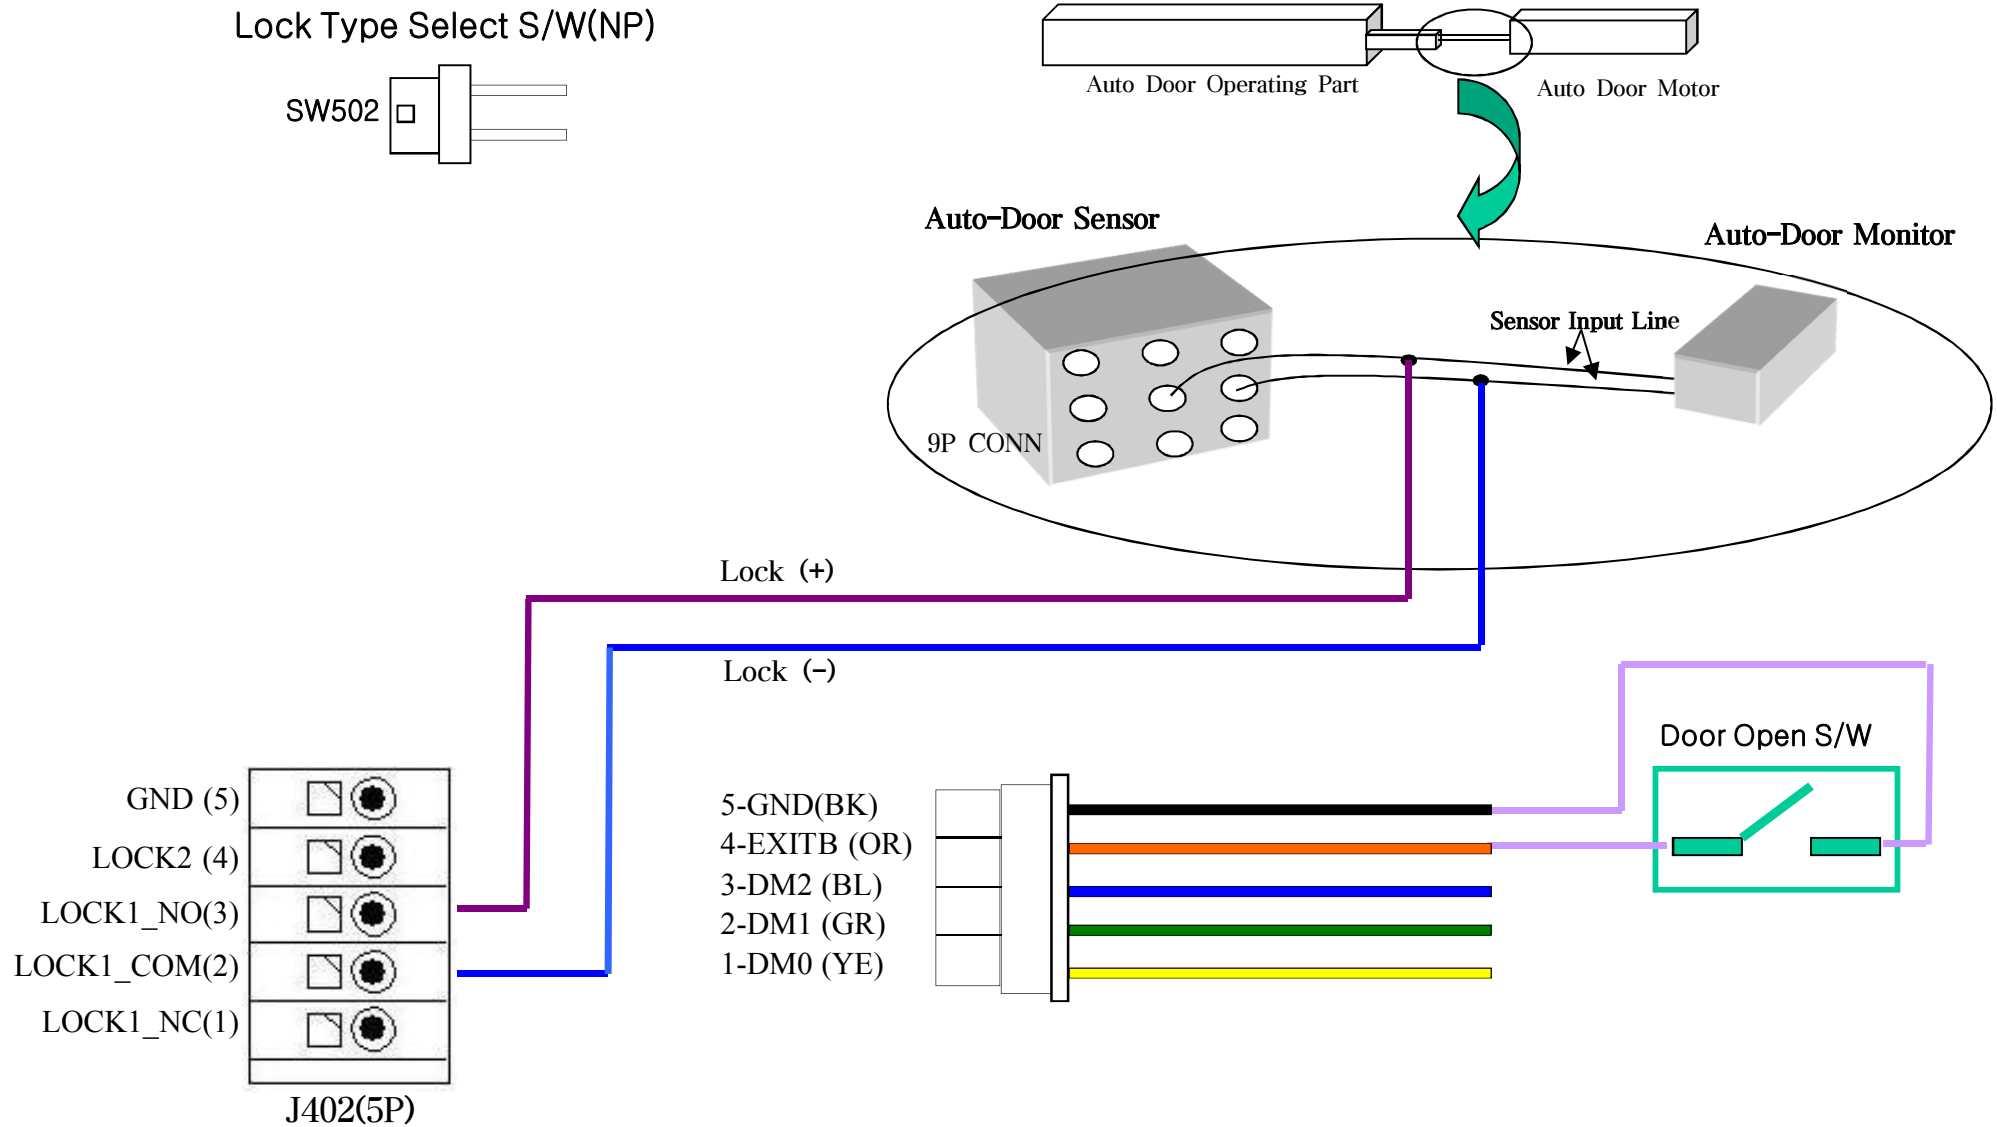 Lock Type Select S/W(NP)
SW502
Auto Door Operating Part
Auto Door Motor
Auto-Door Sensor
Auto-Door Monitor
Sensor Input Line
9P CONN
Lock (+)
Lock (-)
Door Open S/W
GND (5)
LOCK2 (4)
LOCK1_NO(3)
LOCK1_COM(2)
LOCK1_NC(1)
J402(5P)
5-GND(BK)
4-EXITB (OR)
3-DM2 (BL)
2-DM1 (GR)
1-DM0 (YE)